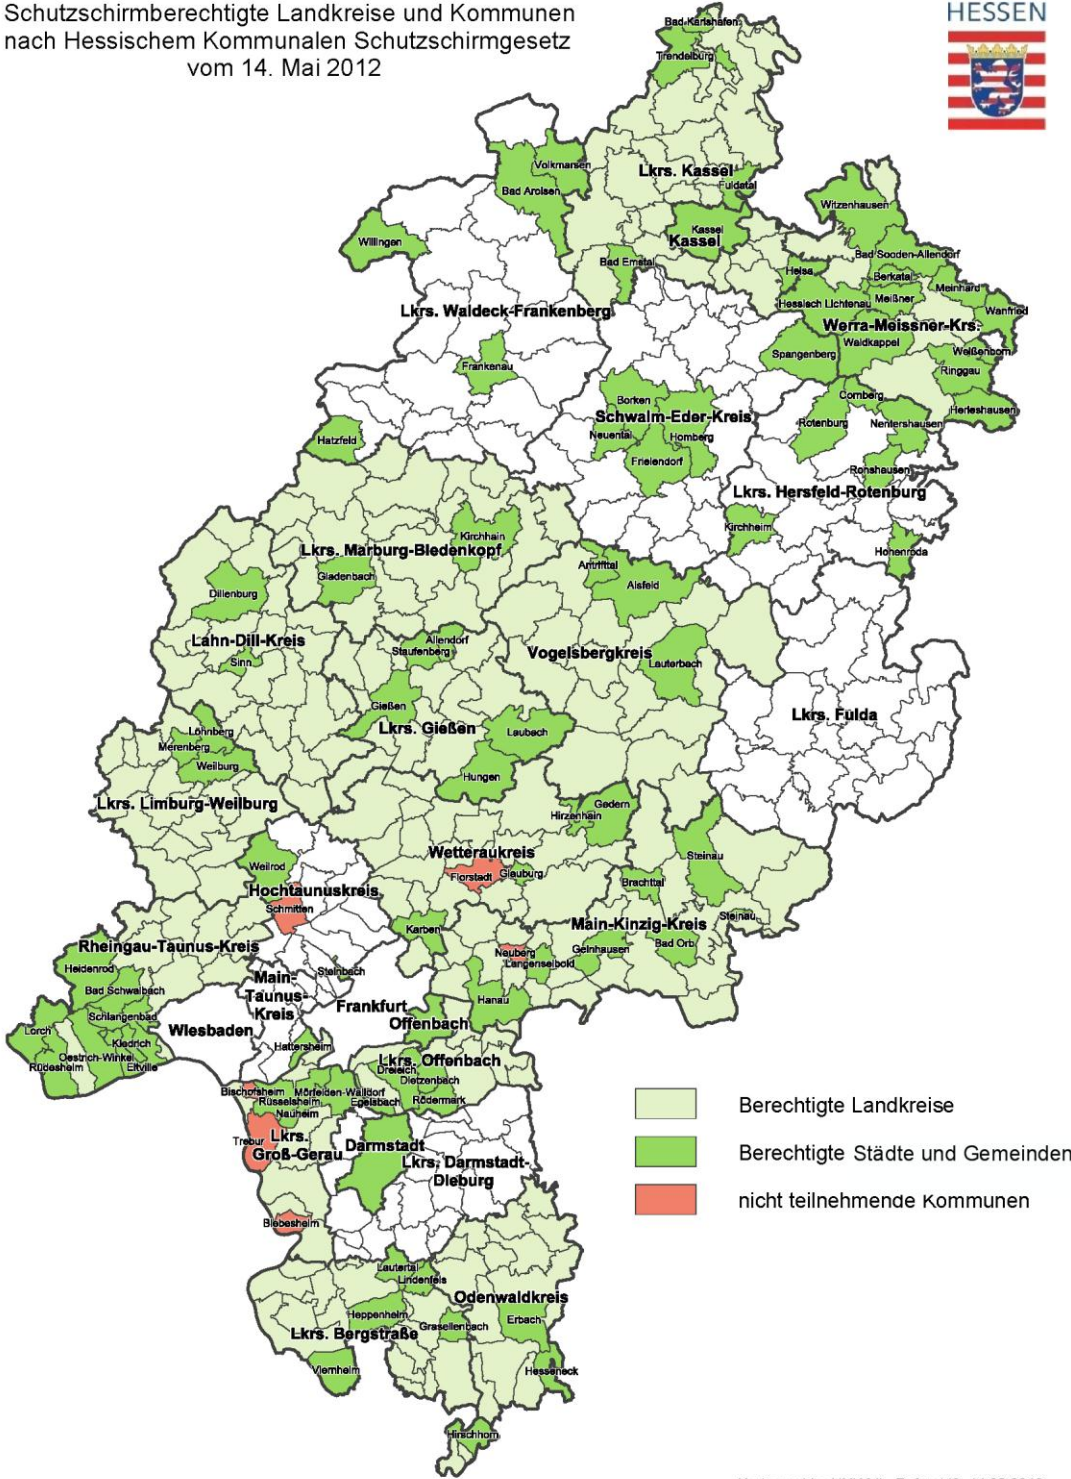 Schutzschirmberechtigte Landkreise und Kommunen
nach Hessischem Kommunalen Schutzschirmgesetz
vom 14. Mai 2012
HESSEN
Bad Karlshafen
Trendelburg
Volkmarsen
Lkrs. Kassel
Fuldatal
Bad Arolsen
Witzenhausen
Kassel
Kassel
Willingen
Bad Sooden-Allendorf
Bad Emstal
Helsa
Berkatal
Meinhard
Hessisch Lichtenau
Meißner
Lkrs. Waldeck-Frankenberg
Wanfried
Werra-Meissner-Krs.
Waldkappel
Spangenberg
Weißenborn
Frankenau
Ringgau
Cornberg
Borken
Herleshausen
Schwalm-Eder-Kreis
Rotenburg
Nentershausen
Hatzfeld
Neuental
Homberg
Frielendorf
Ronshausen
Lkrs. Hersfeld-Rotenburg
Kirchheim
Kirchhain
Lkrs. Marburg-Biedenkopf
Hohenroda
Antrifttal
Gladenbach
Alsfeld
Dillenburg
Lahn-Dill-Kreis
Allendorf
Staufenberg
Vogelsbergkreis
Sinn
Lauterbach
Gießen
Lkrs. Fulda
Lkrs. Gießen
Löhnberg
Laubach
Merenberg
Weilburg
Hungen
Lkrs. Limburg-Weilburg
Gedern
Hirzenhain
Wetteraukreis
Steinau
Weilrod
Florstadt
Glauburg
Brachttal
Hochtaunuskreis
Schmitten
Steinau
Main-Kinzig-Kreis
Karben
Rheingau-Taunus-Kreis
Bad Orb
Gelnhausen
Neuberg
Langenselbold
Heidenrod
Steinbach
Main-
Taunus-
Kreis
Bad Schwalbach
Hanau
Frankfurt
Schlangenbad
Offenbach
Wiesbaden
Lorch
Kiedrich
Hattersheim
Oestrich-Winkel
Rüdesheim
Eltville
Lkrs. Offenbach
Dreieich
Dietzenbach
Bischofsheim
Mörfelden-Walldorf
Rüsselsheim
Egelsbach
Rödermark
Nauheim
Trebur
Lkrs.
Groß-Gerau
Darmstadt
Lkrs. Darmstadt-
Dieburg
Biebesheim
Lautertal
Lindenfels
Odenwaldkreis
Heppenheim
Erbach
Grasellenbach
Lkrs. Bergstraße
Viernheim
Hesseneck
Hirschhorn
Berechtigte Landkreise
Berechtigte Städte und Gemeinden
nicht teilnehmende Kommunen